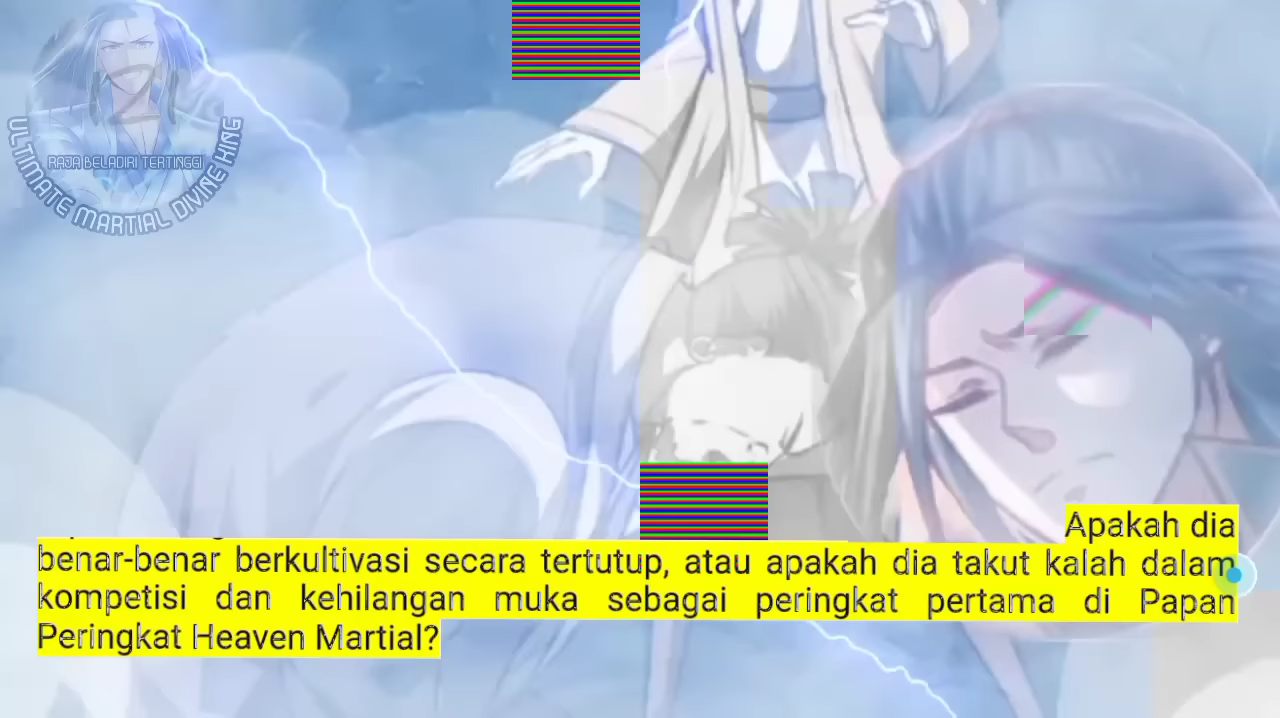 RAJA BELADIRI TERTINGGI
ULTIMATE MARTIAL DIVINE KING
Apakah dia
benar-benar berkultivasi secara tertutup, atau apakah dia takut kalah dalam
kompetisi dan kehilangan muka sebagai peringkat pertama di Papan
Peringkat Heaven Martial?